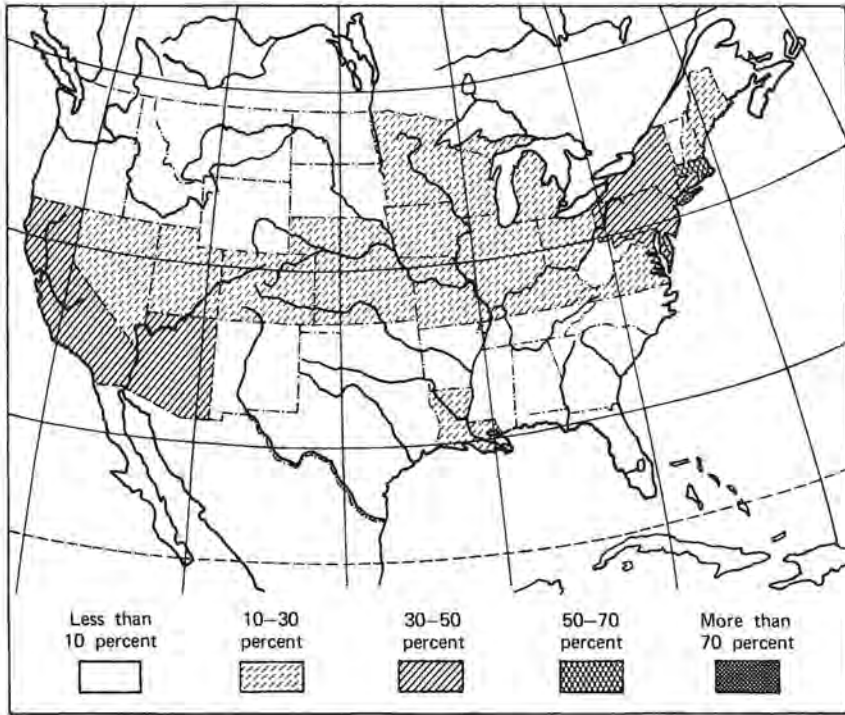 Less than
10 percent
10–30
percent
30–50
percent
50–70
percent
More than
70 percent